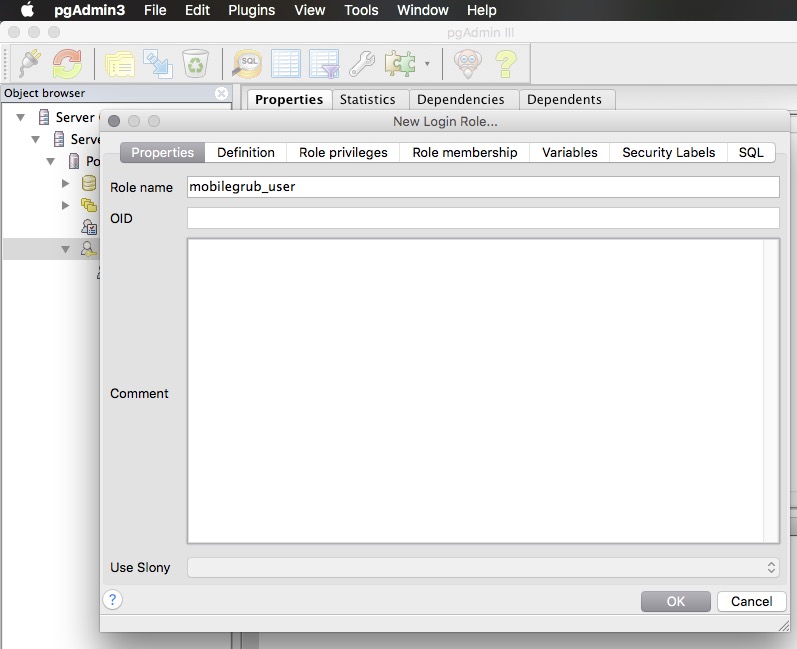 pgAdmin3 File Edit Plugins View Tools Window Help
pgAdmin III
SQL
Object browser
Properties Statistics Dependencies Dependents
Server
New Login Role...
Serve
Properties Definition Role privileges Role membership Variables Security Labels SQL
Po
Role name mobilegrub_user
OID
Comment
Use Slony
? OK Cancel